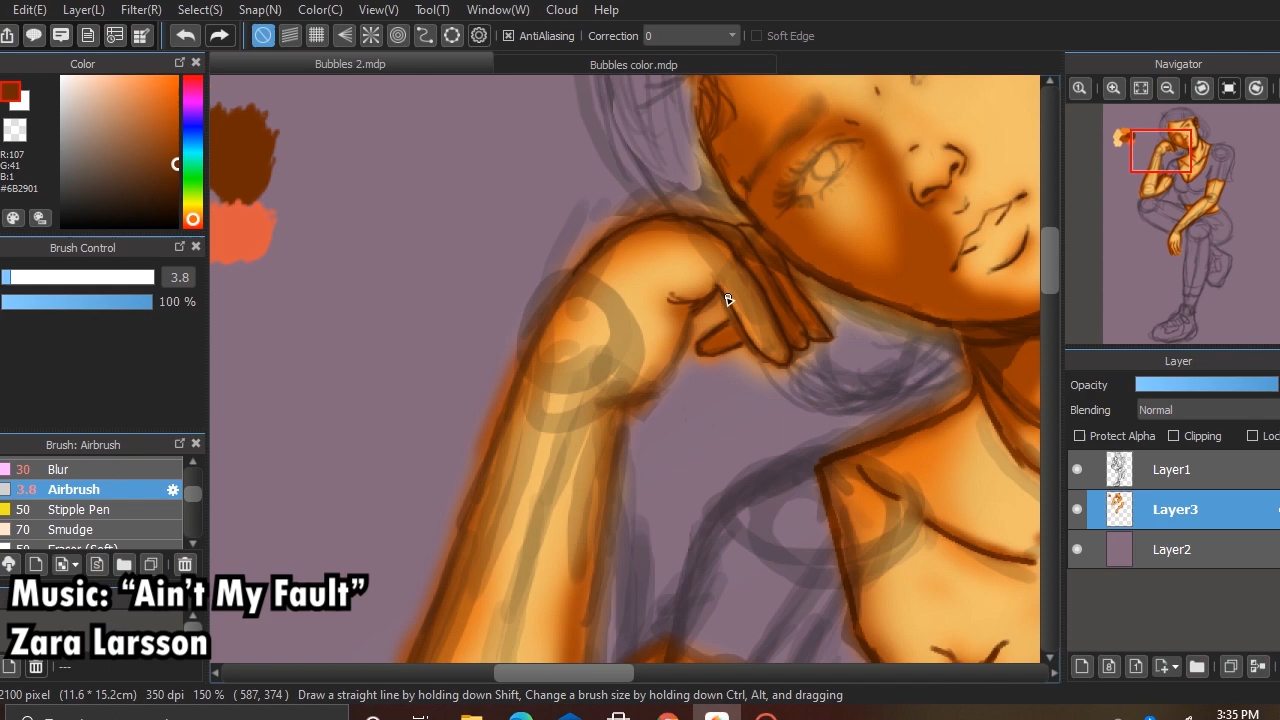 Edit(E) Layer(L) Filter(R) Select(S) Snap(N) Color(C) View(V) Tool(T) Window(W) Cloud Help
AntiAliasing Correction 0 Soft Edge
Color
Bubbles 2.mdp Bubbles color.mdp
Navigator
R:107
G:41
B:1
#6B2901
Brush Control
3.8
100 %
Brush: Airbrush
30 Blur
3.8 Airbrush
50 Stipple Pen
70 Smudge
50 Eraser (Soft)
Layer
Opacity
Blending Normal
Protect Alpha Clipping Loc
Layer1
Layer3
Layer2
Music: “Ain’t My Fault”
Zara Larsson
---
2100 pixel (11.6 * 15.2cm) 350 dpi 150 % ( 587, 374 ) Draw a straight line by holding down Shift, Change a brush size by holding down Ctrl, Alt, and dragging
3:35 PM